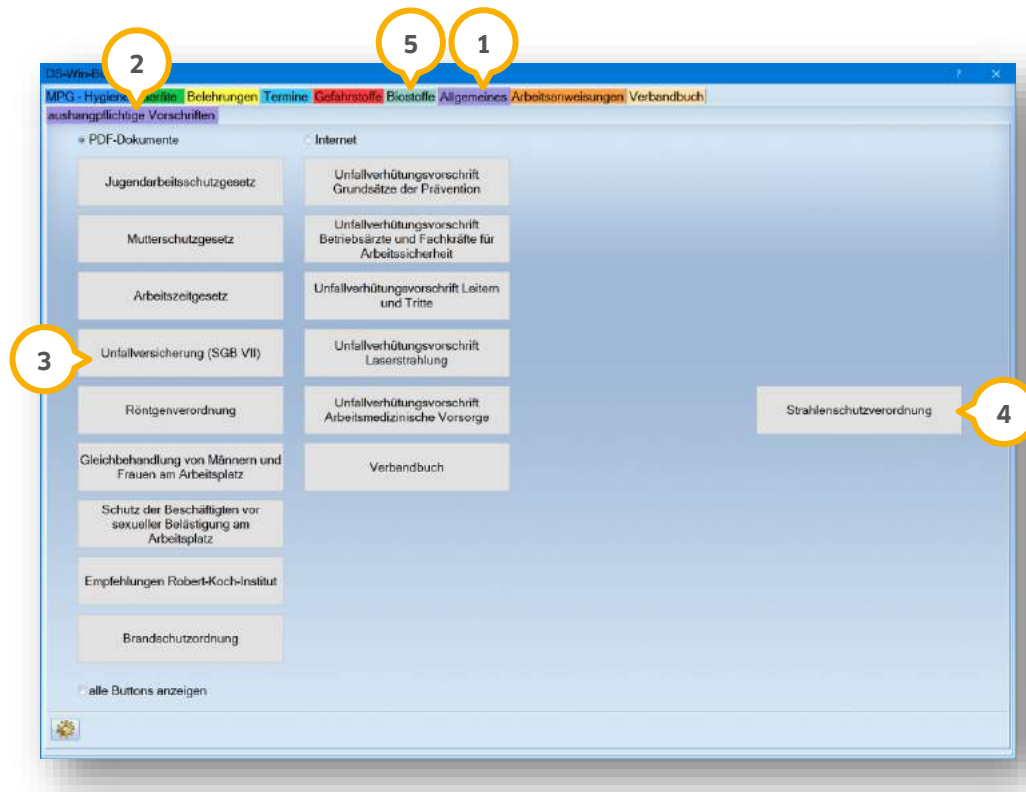 5
1
2
? ×
MPG - Hygiene Belehrungen Termine Gefahrstoffe Biostoffe Allgemeines Arbeitsanweisungen Verbandbuch
aushangpflichtige Vorschriften
PDF-Dokumente
Internet
Jugendarbeitsschutzgesetz
Unfallverhütungsvorschrift
Grundsätze der Prävention
Mutterschutzgesetz
Unfallverhütungsvorschrift
Betriebsärzte und Fachkräfte für
Arbeitssicherheit
Arbeitszeitgesetz
Unfallverhütungsvorschrift Leitern
und Tritte
3
Unfallversicherung (SGB VII)
Unfallverhütungsvorschrift
Laserstrahlung
Röntgenverordnung
Unfallverhütungsvorschrift
Arbeitsmedizinische Vorsorge
Strahlenschutzverordnung
4
Gleichbehandlung von Männern und
Frauen am Arbeitsplatz
Verbandbuch
Schutz der Beschäftigten vor
sexueller Belästigung am
Arbeitsplatz
Empfehlungen Robert-Koch-Institut
Brandschutzordnung
alle Buttons anzeigen